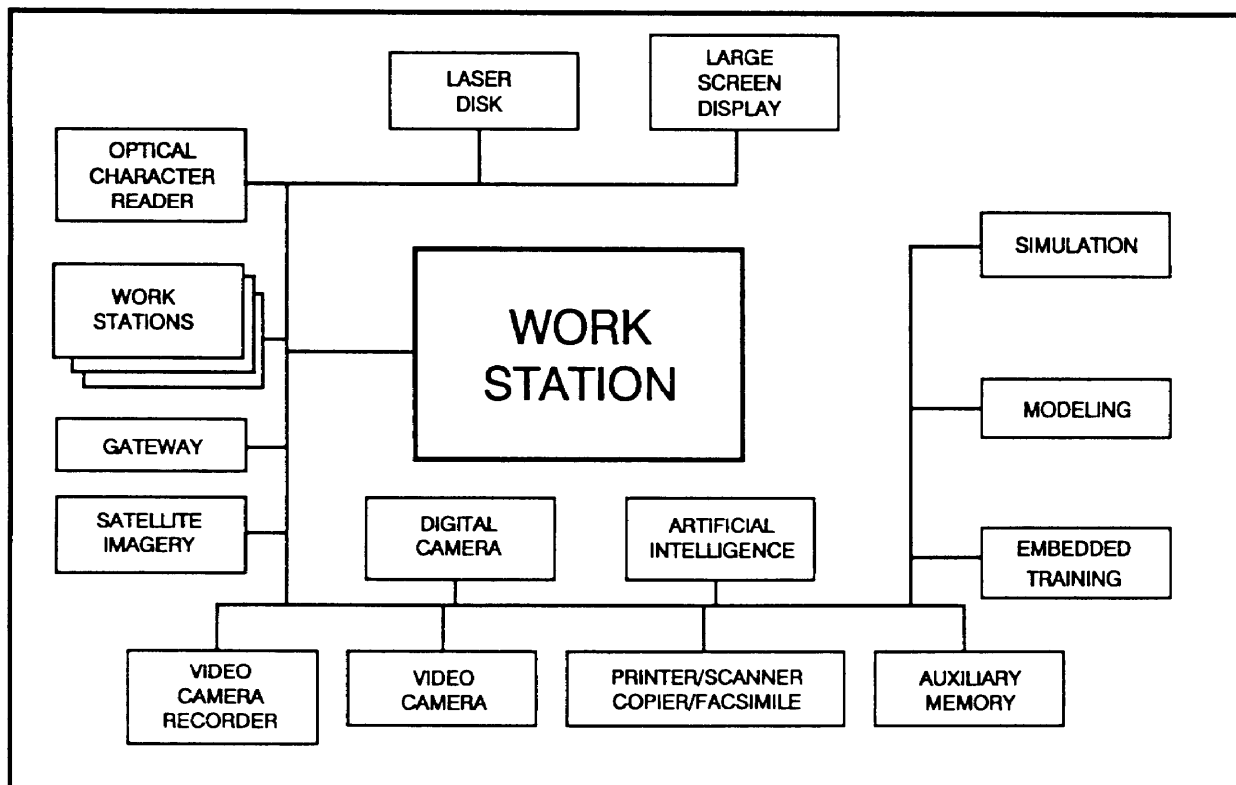 LASER
DISK
LARGE
SCREEN
DISPLAY
OPTICAL
CHARACTER
READER
SIMULATION
WORK
STATIONS
WORK
STATION
MODELING
GATEWAY
SATELLITE
IMAGERY
DIGITAL
CAMERA
ARTIFICIAL
INTELLIGENCE
EMBEDDED
TRAINING
VIDEO
CAMERA
RECORDER
VIDEO
CAMERA
PRINTER/SCANNER
COPIER/FACSIMILE
AUXILIARY
MEMORY